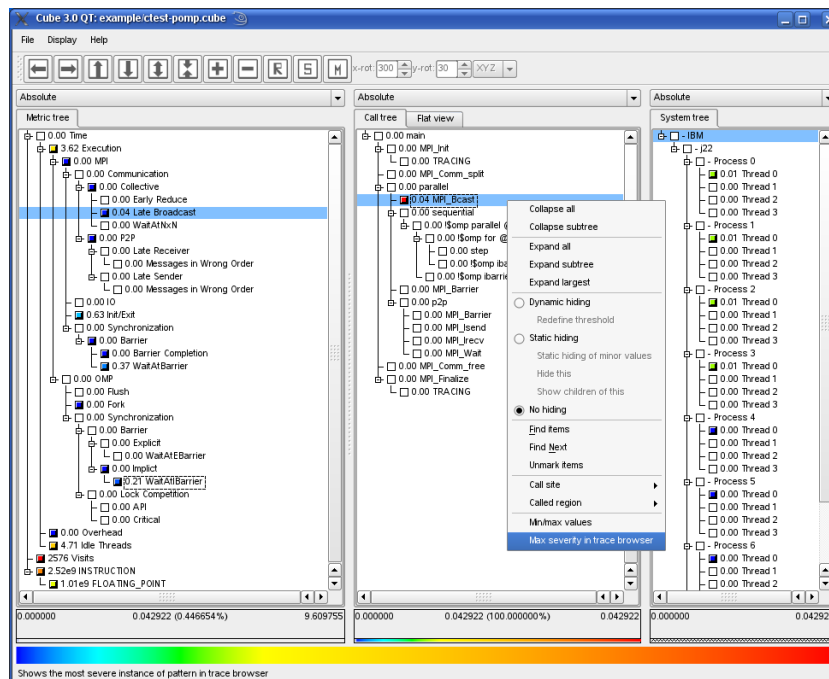 Cube 3.0 QT: example/ctest-pomp.cube
File Display Help
x-rot: 300 y-rot: 30 XYZ
R S M
Absolute
Metric tree
0.00 Time
3.62 Execution
0.00 MPI
0.00 Communication
0.00 Collective
0.00 Early Reduce
0.04 Late Broadcast
0.00 WaitAtNxN
0.00 P2P
0.00 Late Receiver
0.00 Messages in Wrong Order
0.00 Late Sender
0.00 Messages in Wrong Order
0.00 IO
0.63 Init/Exit
0.00 Synchronization
0.00 Barrier
0.00 Barrier Completion
0.37 WaitAtBarrier
0.00 OMP
0.00 Flush
0.00 Fork
0.00 Synchronization
0.00 Barrier
0.00 Explicit
0.00 WaitAtEBarrier
0.00 Implict
0.21 WaitAtIBarrier
0.00 Lock Competition
0.00 API
0.00 Critical
0.00 Overhead
4.71 Idle Threads
2576 Visits
2.52e9 INSTRUCTION
1.01e9 FLOATING_POINT
0.000000 0.042922 (0.446654%) 9.609755
Absolute
Call tree Flat view
0.00 main
0.00 MPI_Init
0.00 TRACING
0.00 MPI_Comm_split
0.00 parallel
0.04 MPI_Bcast
0.00 sequential
0.00 !$omp parallel @
0.00 !$omp for @
0.00 step
0.00 !$omp iba
0.00 !$omp ibarrie
0.00 MPI_Barrier
0.00 p2p
0.00 MPI_Barrier
0.00 MPI_Isend
0.00 MPI_Irecv
0.00 MPI_Wait
0.00 MPI_Comm_free
0.00 MPI_Finalize
0.00 TRACING
0.000000 0.042922 (100.000000%) 0.042922
Collapse all
Collapse subtree
Expand all
Expand subtree
Expand largest
Dynamic hiding
Redefine threshold
Static hiding
Static hiding of minor values
Hide this
Show children of this
No hiding
Find items
Find Next
Unmark items
Call site
Called region
Min/max values
Max severity in trace browser
Absolute
System tree
- IBM
- j22
- Process 0
0.01 Thread 0
0.00 Thread 1
0.00 Thread 2
0.00 Thread 3
- Process 1
0.01 Thread 0
0.00 Thread 1
0.00 Thread 2
0.00 Thread 3
- Process 2
0.01 Thread 0
0.00 Thread 1
0.00 Thread 2
0.00 Thread 3
- Process 3
0.01 Thread 0
0.00 Thread 1
0.00 Thread 2
0.00 Thread 3
- Process 4
0.00 Thread 0
0.00 Thread 1
0.00 Thread 2
0.00 Thread 3
- Process 5
0.00 Thread 0
0.00 Thread 1
0.00 Thread 2
0.00 Thread 3
- Process 6
0.00 Thread 0
0.00 Thread 1
0.00 Thread 2
0.000000 0.04292
Shows the most severe instance of pattern in trace browser